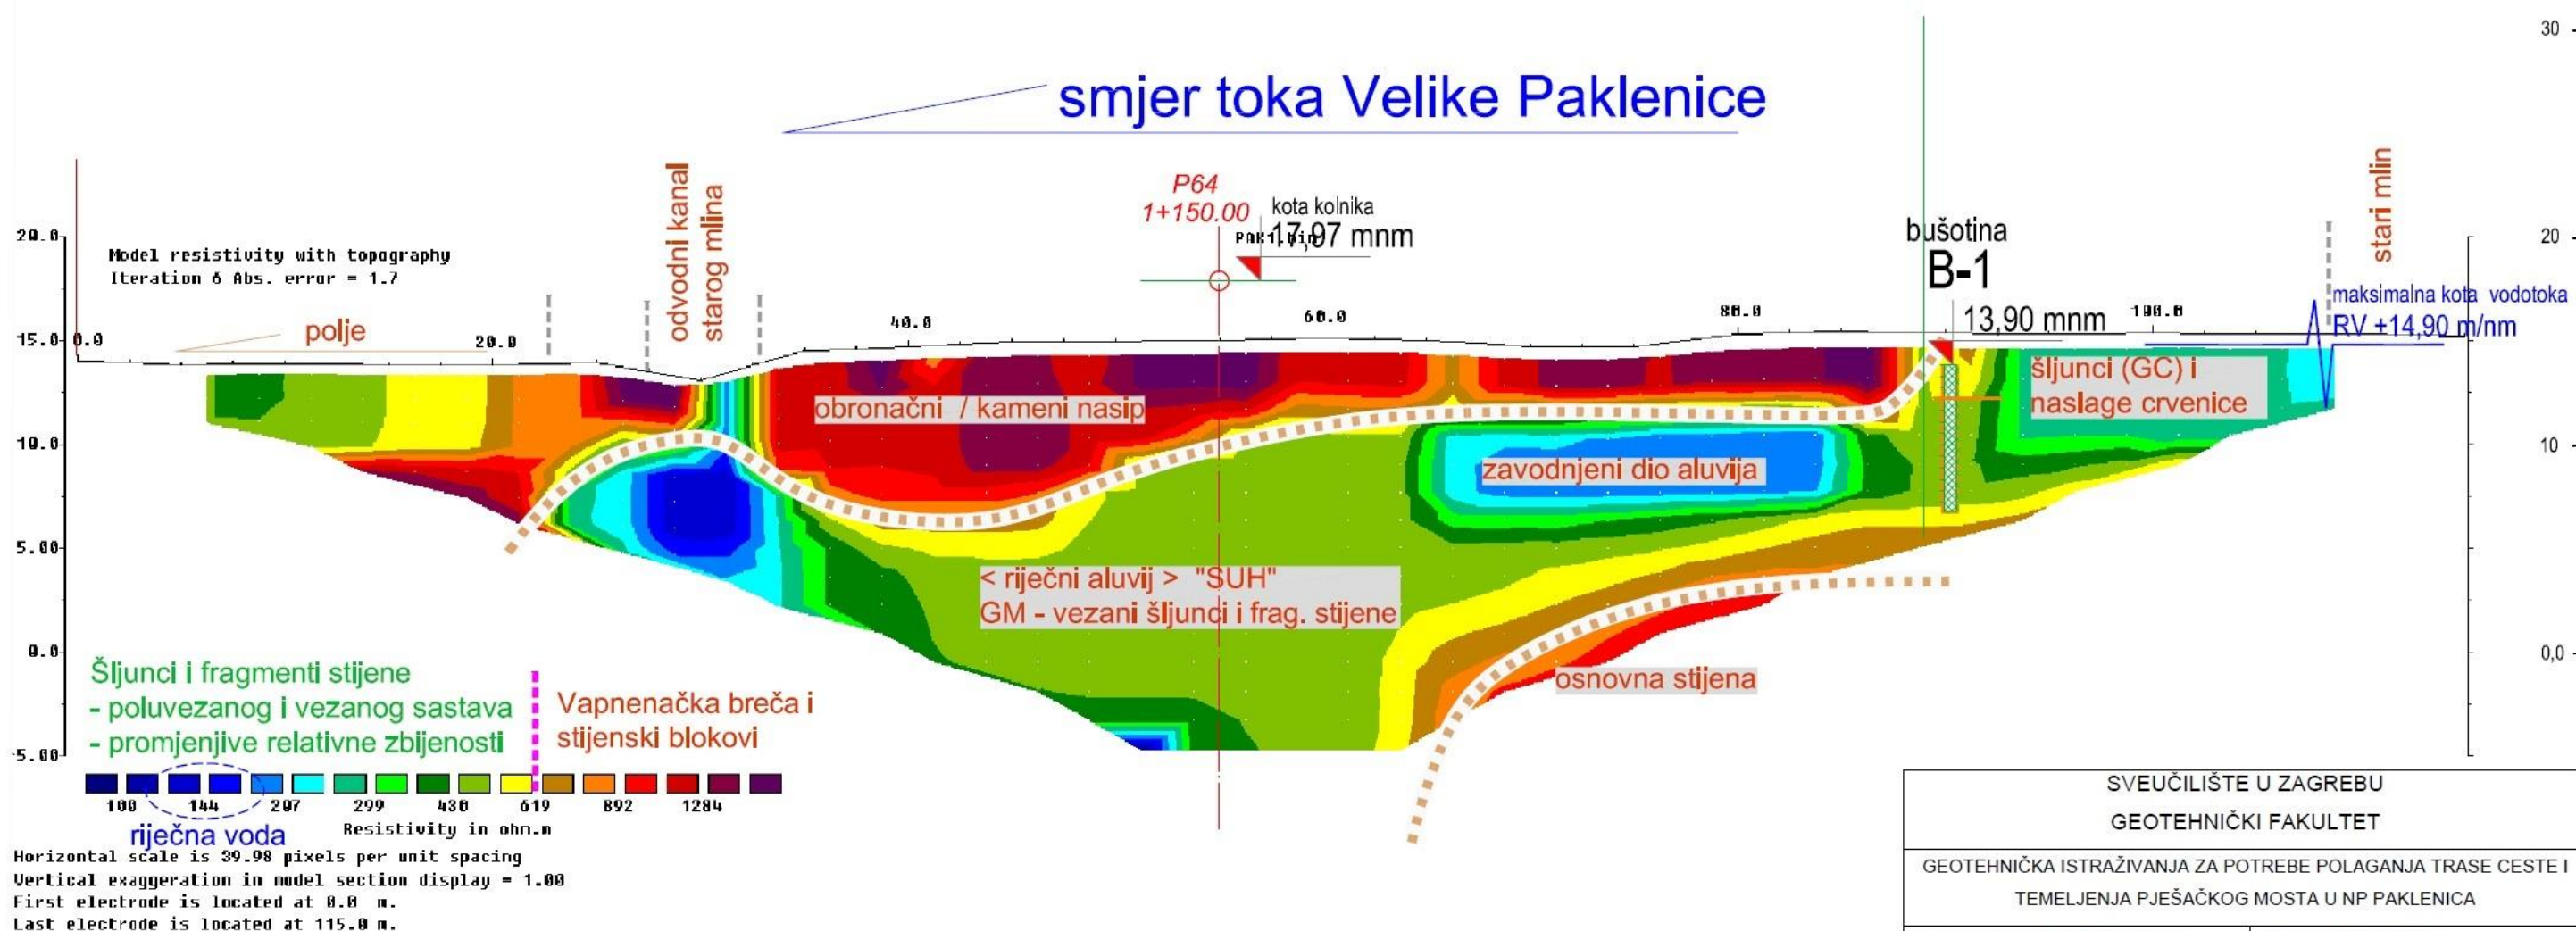 30
smjer toka Velike Paklenice
odvodni kanal
starog mlina
stari mlin
P64
1+150.00
kota kolnika
17,97 mnm
bušotina
B-1
13,90 mnm
20.0
20
Model resistivity with topography
Iteration 6 Abs. error = 1.7
maksimalna kota vodotoka
RV +14,90 m/nm
polje
15.0
0.0
20.0
40.0
60.0
80.0
100.0
šljunci (GC) i
naslage crvenice
obronačni / kameni nasip
10.0
10
zavodnjeni dio aluvija
5.00
< riječni aluvij > "SUH"
GM - vezani šljunci i frag. stijene
0.0
0,0
osnovna stijena
Šljunci i fragmenti stijene
- poluvezanog i vezanog sastava
- promjenjive relativne zbijenosti
Vapnenačka breča i
stijenski blokovi
-5.00
100 144 207 299 430 619 892 1284
riječna voda
Resistivity in ohm.m
Horizontal scale is 39.98 pixels per unit spacing
Vertical exaggeration in model section display = 1.00
First electrode is located at 0.0 m.
Last electrode is located at 115.0 m.
SVEUČILIŠTE U ZAGREBU
GEOTEHNIČKI FAKULTET
GEOTEHNIČKA ISTRAŽIVANJA ZA POTREBE POLAGANJA TRASE CESTE I
TEMELJENJA PJEŠAČKOG MOSTA U NP PAKLENICA